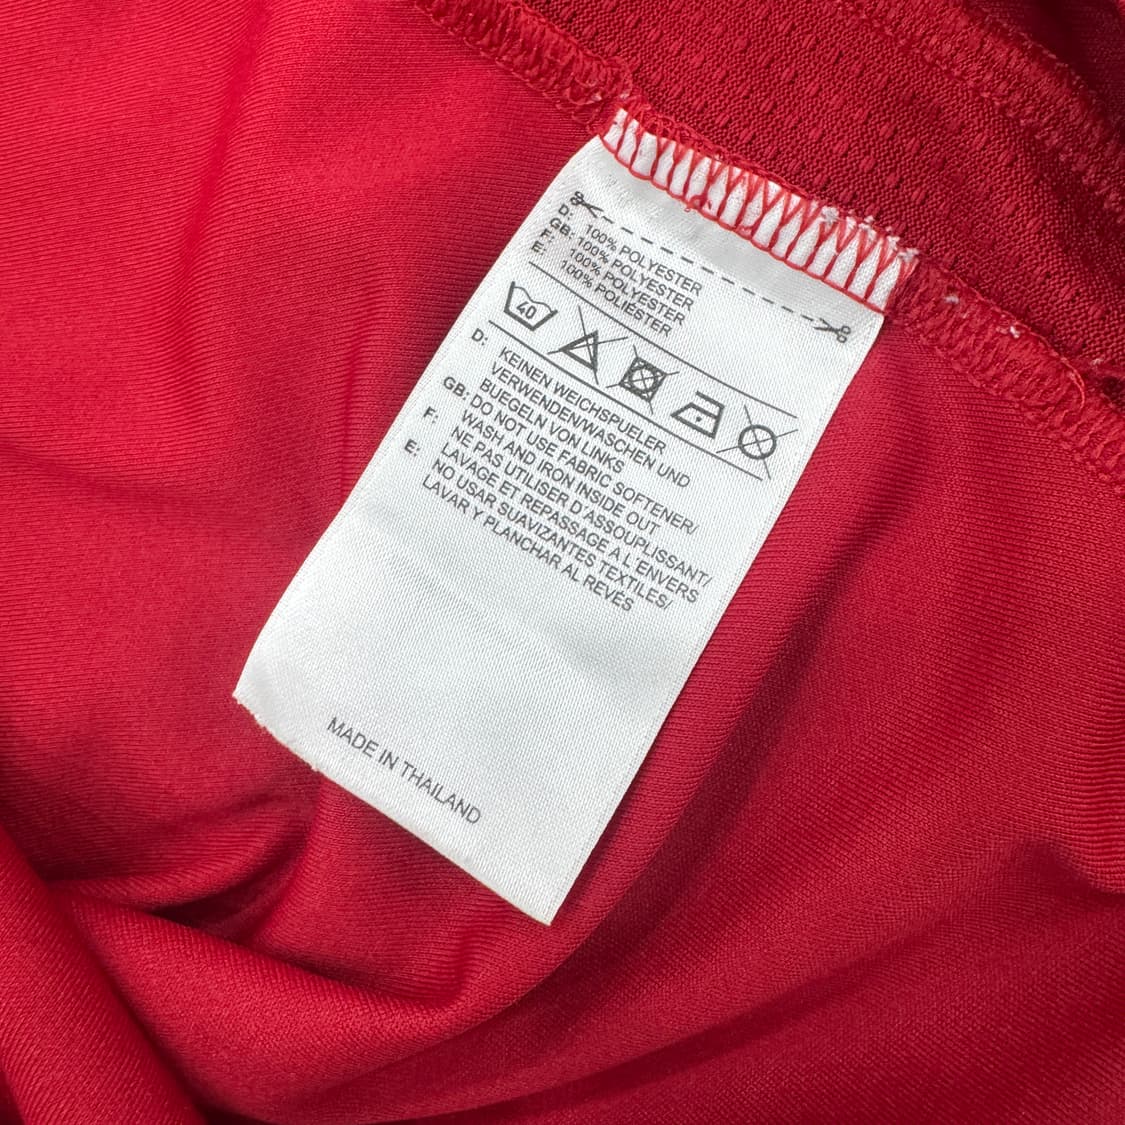 D: 100% POLYESTER
GB: 100% POLYESTER
F: 100% POLYESTER
E: 100% POLIESTER
40
D: KEINEN WEICHSPUELER
VERWENDEN/WASCHEN UND
BUEGELN VON LINKS
GB: DO NOT USE FABRIC SOFTENER/
WASH AND IRON INSIDE OUT
F: NE PAS UTILISER D'ASSOUPLISSANT/
LAVAGE ET REPASSAGE A L'ENVERS
E: NO USAR SUAVIZANTES TEXTILES/
LAVAR Y PLANCHAR AL REVÉS
MADE IN THAILAND